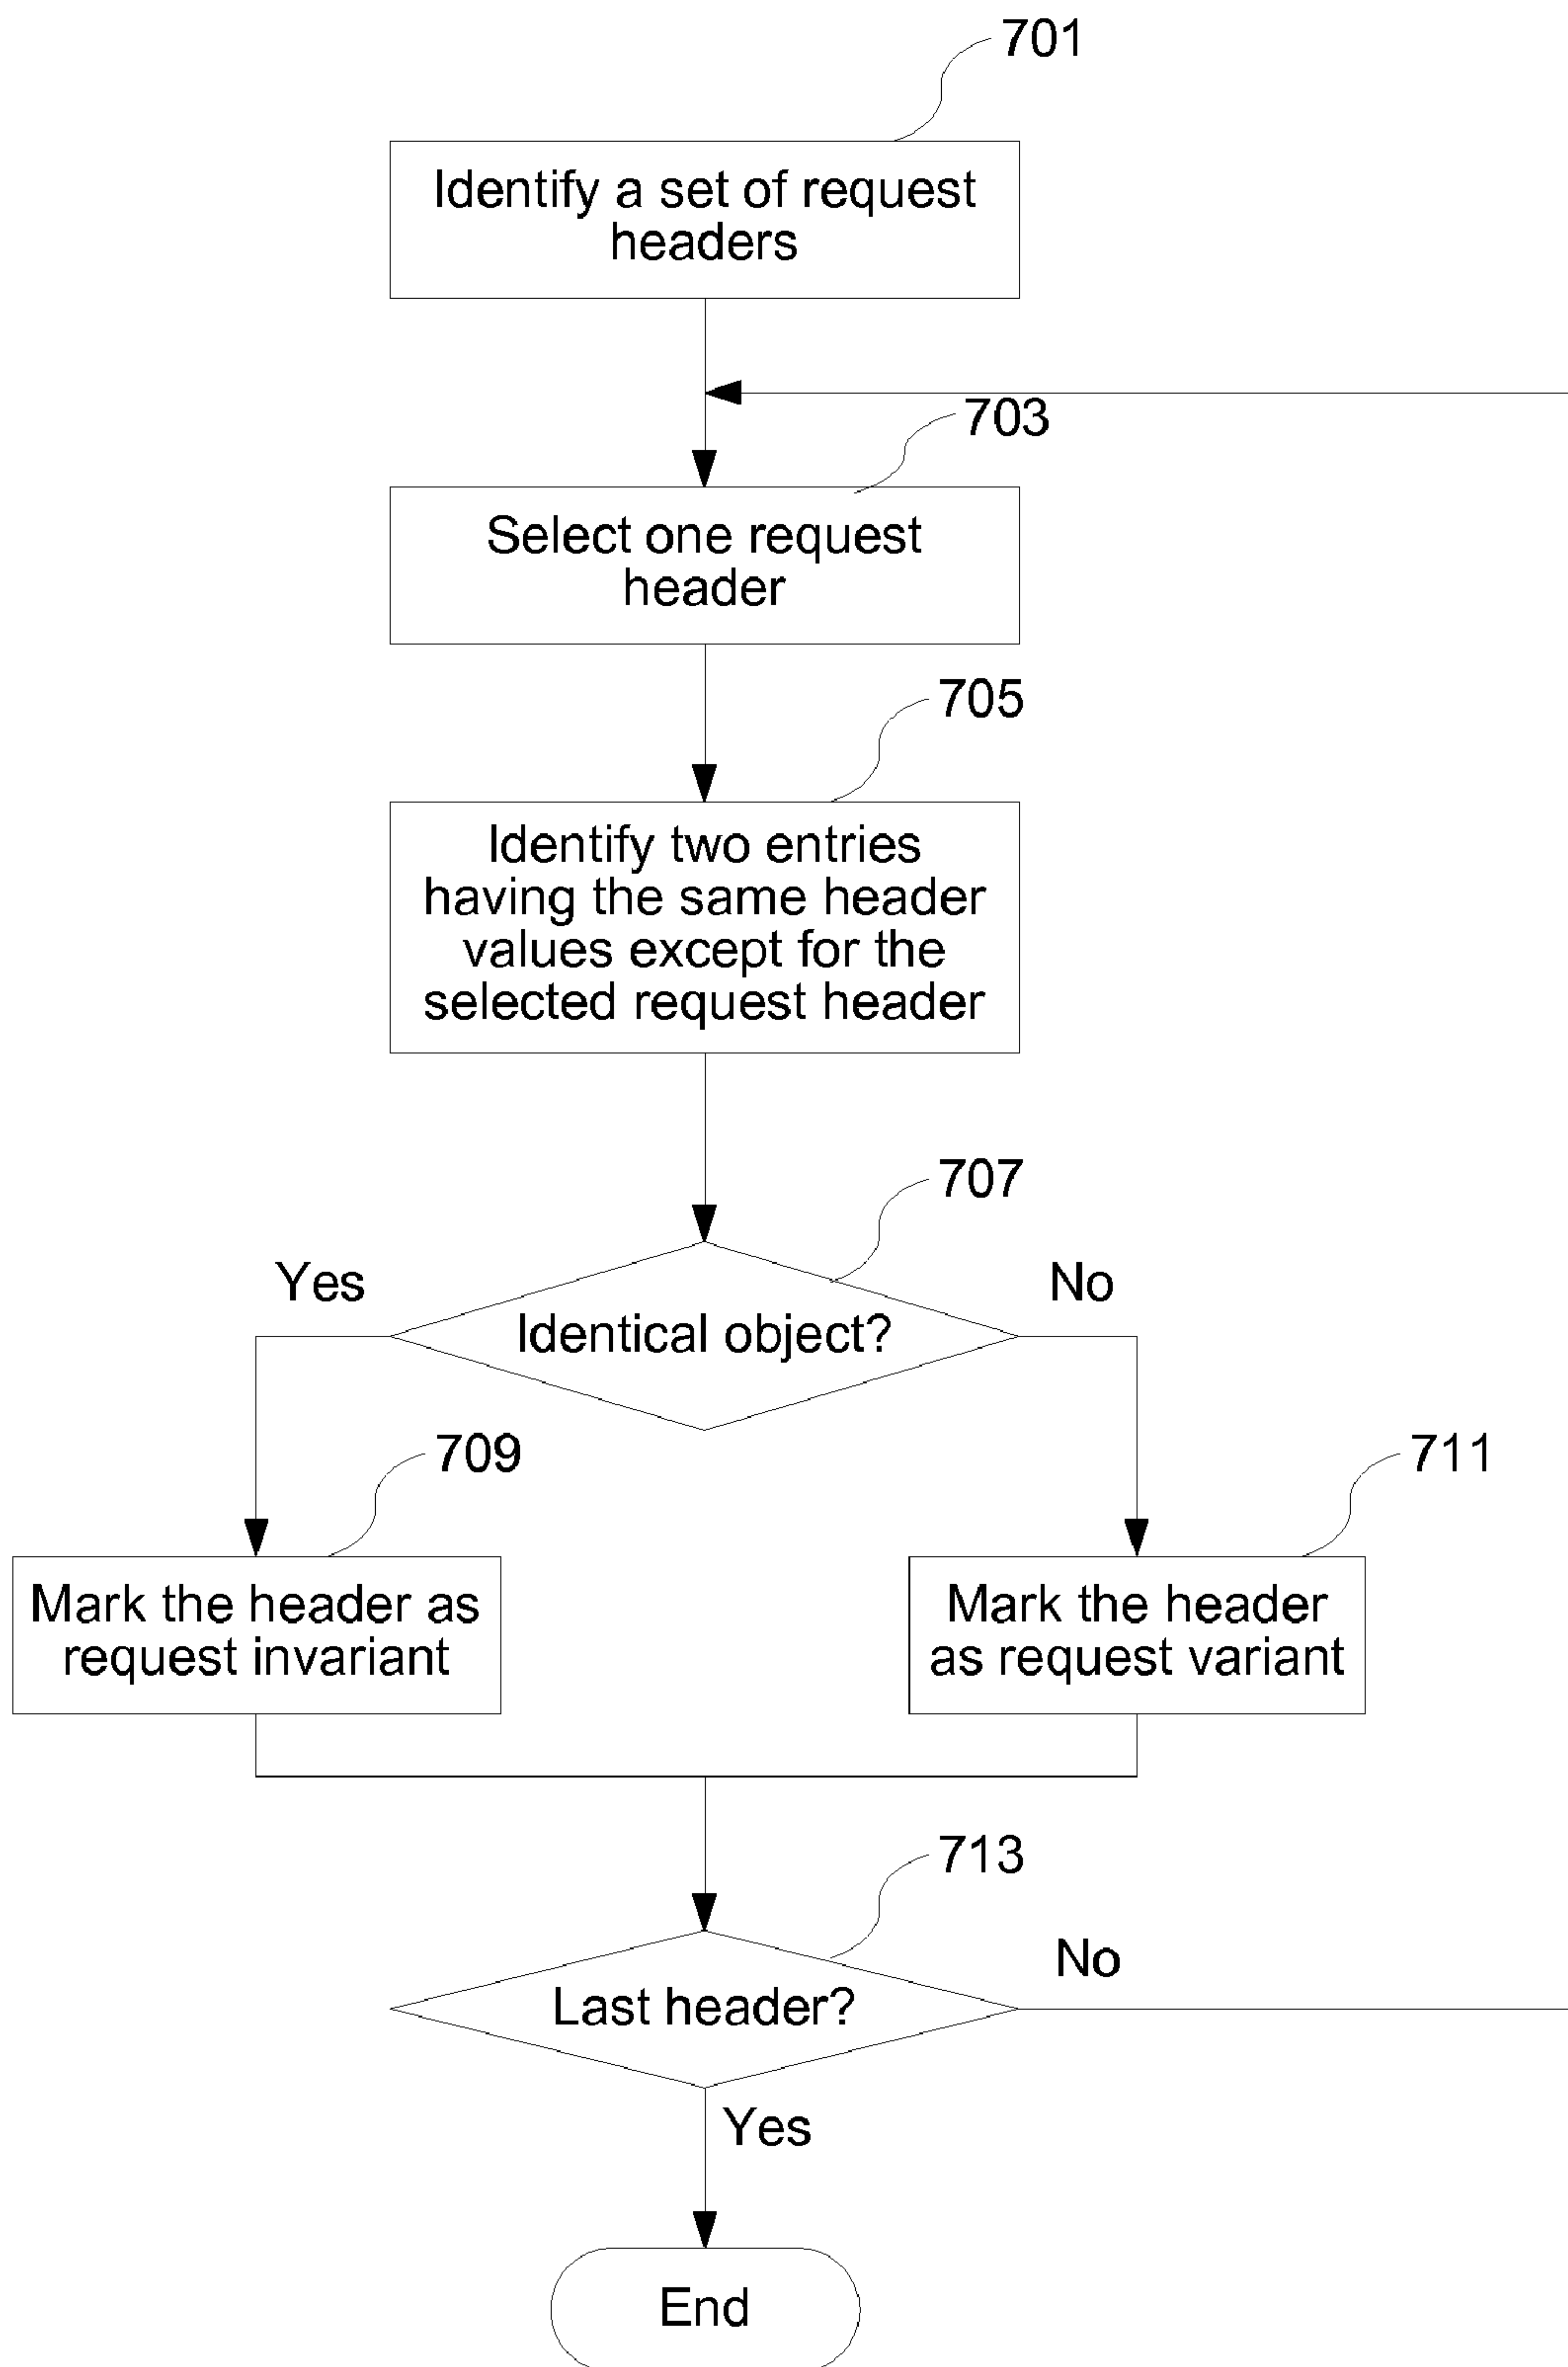 701
Identify a set of request
headers
703
Select one request
header
705
Identify two entries
having the same header
values except for the
selected request header
707
Yes
No
Identical object?
709
711
Mark the header as
request invariant
Mark the header
as request variant
713
No
Last header?
Yes
End